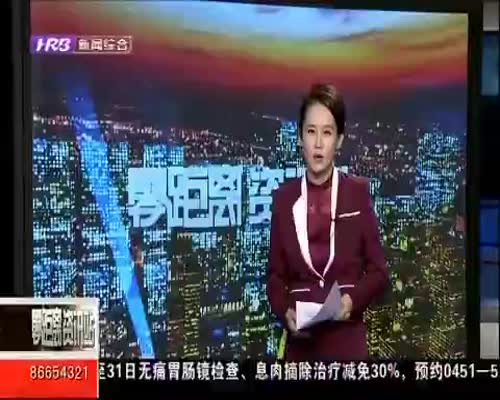 HRB 新闻综合
零距离 资讯
零距离资讯站
86654321
至31日无痛胃肠镜检查、息肉摘除治疗减免30%，预约0451—5